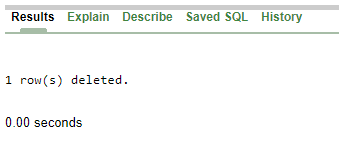 Results Explain Describe Saved SQL History
1 row(s) deleted.
0.00 seconds